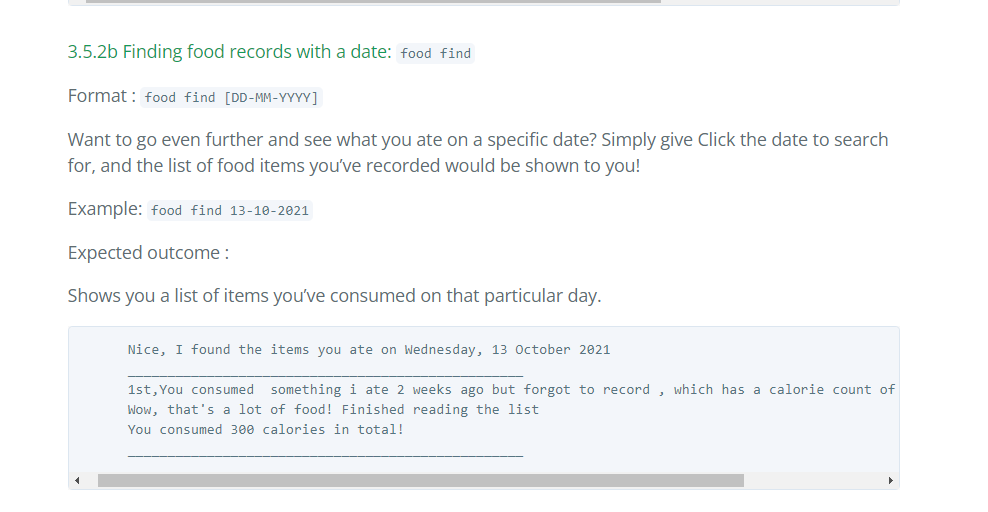 3.5.2b Finding food records with a date: food find
Format : food find [DD-MM-YYYY]
Want to go even further and see what you ate on a specific date? Simply give Click the date to search
for, and the list of food items you’ve recorded would be shown to you!
Example: food find 13-10-2021
Expected outcome :
Shows you a list of items you’ve consumed on that particular day.
Nice, I found the items you ate on Wednesday, 13 October 2021
__________________________________________________
1st,You consumed  something i ate 2 weeks ago but forgot to record , which has a calorie count of
Wow, that's a lot of food! Finished reading the list
You consumed 300 calories in total!
__________________________________________________